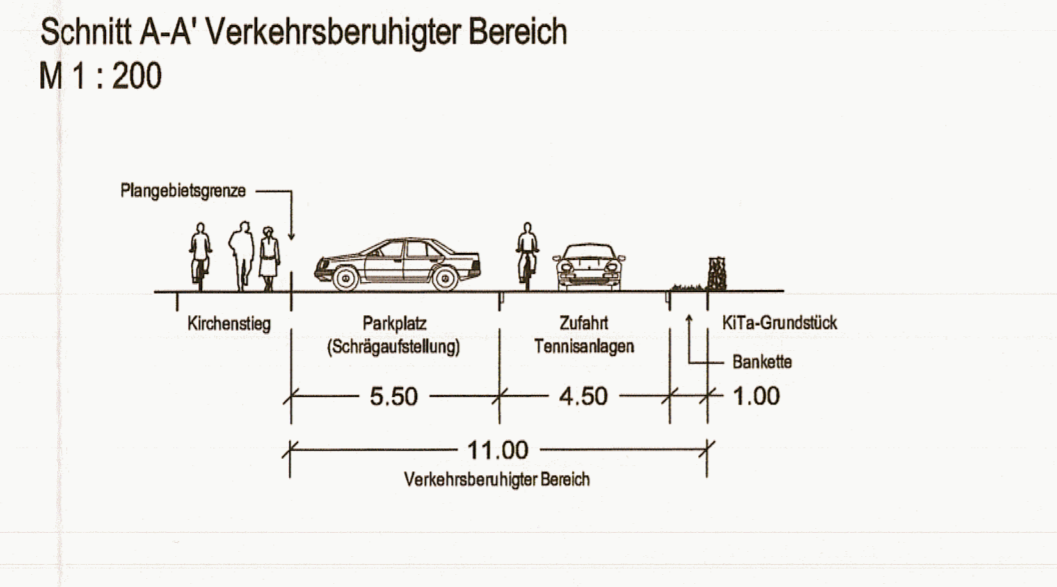 Schnitt A-A' Verkehrsberuhigter Bereich
M 1 : 200
Plangebietsgrenze
Kirchenstieg
Parkplatz
(Schrägaufstellung)
Zufahrt
Tennisanlagen
KiTa-Grundstück
Bankette
5.50
4.50
1.00
11.00
Verkehrsberuhigter Bereich